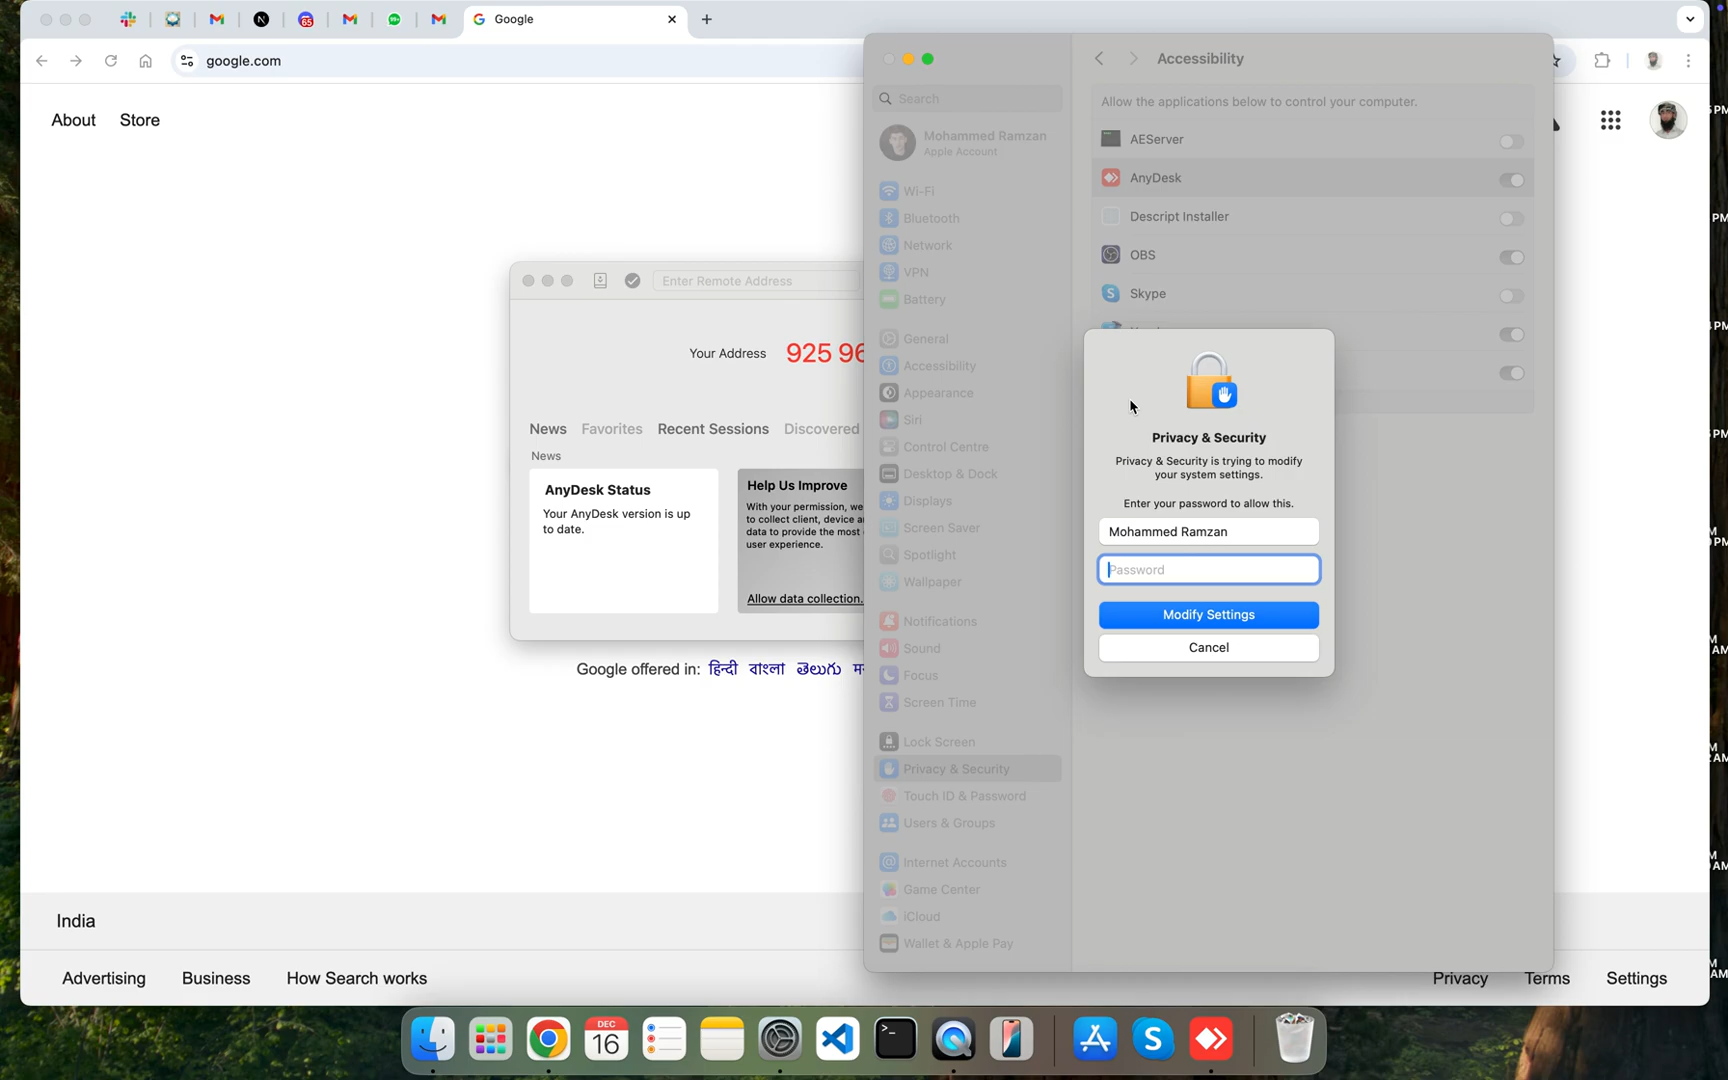 Google
google.com
About
Store
Enter Remote Address
Your Address
925 96
News
Favorites
Recent Sessions
Discovered
News
AnyDesk Status
Your AnyDesk version is up
to date.
Help Us Improve
With your permission, we
to collect client, device
data to provide the most
user experience.
Allow data collection.
Google offered in:
हिन्दी
বাংলা
తెలుగు
India
Advertising
Business
How Search works
Privacy
Terms
Settings
Search
Mohammed Ramzan
Apple Account
Wi-Fi
Bluetooth
Network
VPN
Battery
General
Accessibility
Appearance
Siri
Control Centre
Desktop & Dock
Displays
Screen Saver
Spotlight
Wallpaper
Notifications
Sound
Focus
Screen Time
Lock Screen
Privacy & Security
Touch ID & Password
Users & Groups
Internet Accounts
Game Center
iCloud
Wallet & Apple Pay
Accessibility
Allow the applications below to control your computer.
AEServer
AnyDesk
Descript Installer
OBS
Skype
Privacy & Security
Privacy & Security is trying to modify
your system settings.
Enter your password to allow this.
Mohammed Ramzan
Password
Modify Settings
Cancel
DEC
16